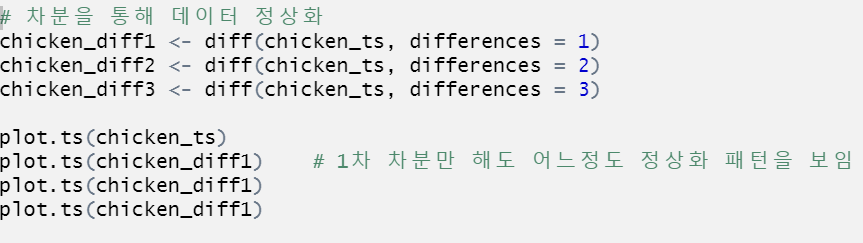 # 차분을 통해 데이터 정상화
chicken_diff1 <- diff(chicken_ts, differences = 1)
chicken_diff2 <- diff(chicken_ts, differences = 2)
chicken_diff3 <- diff(chicken_ts, differences = 3)
plot.ts(chicken_ts)
plot.ts(chicken_diff1)    # 1차 차분만 해도 어느정도 정상화 패턴을 보임
plot.ts(chicken_diff1)
plot.ts(chicken_diff1)